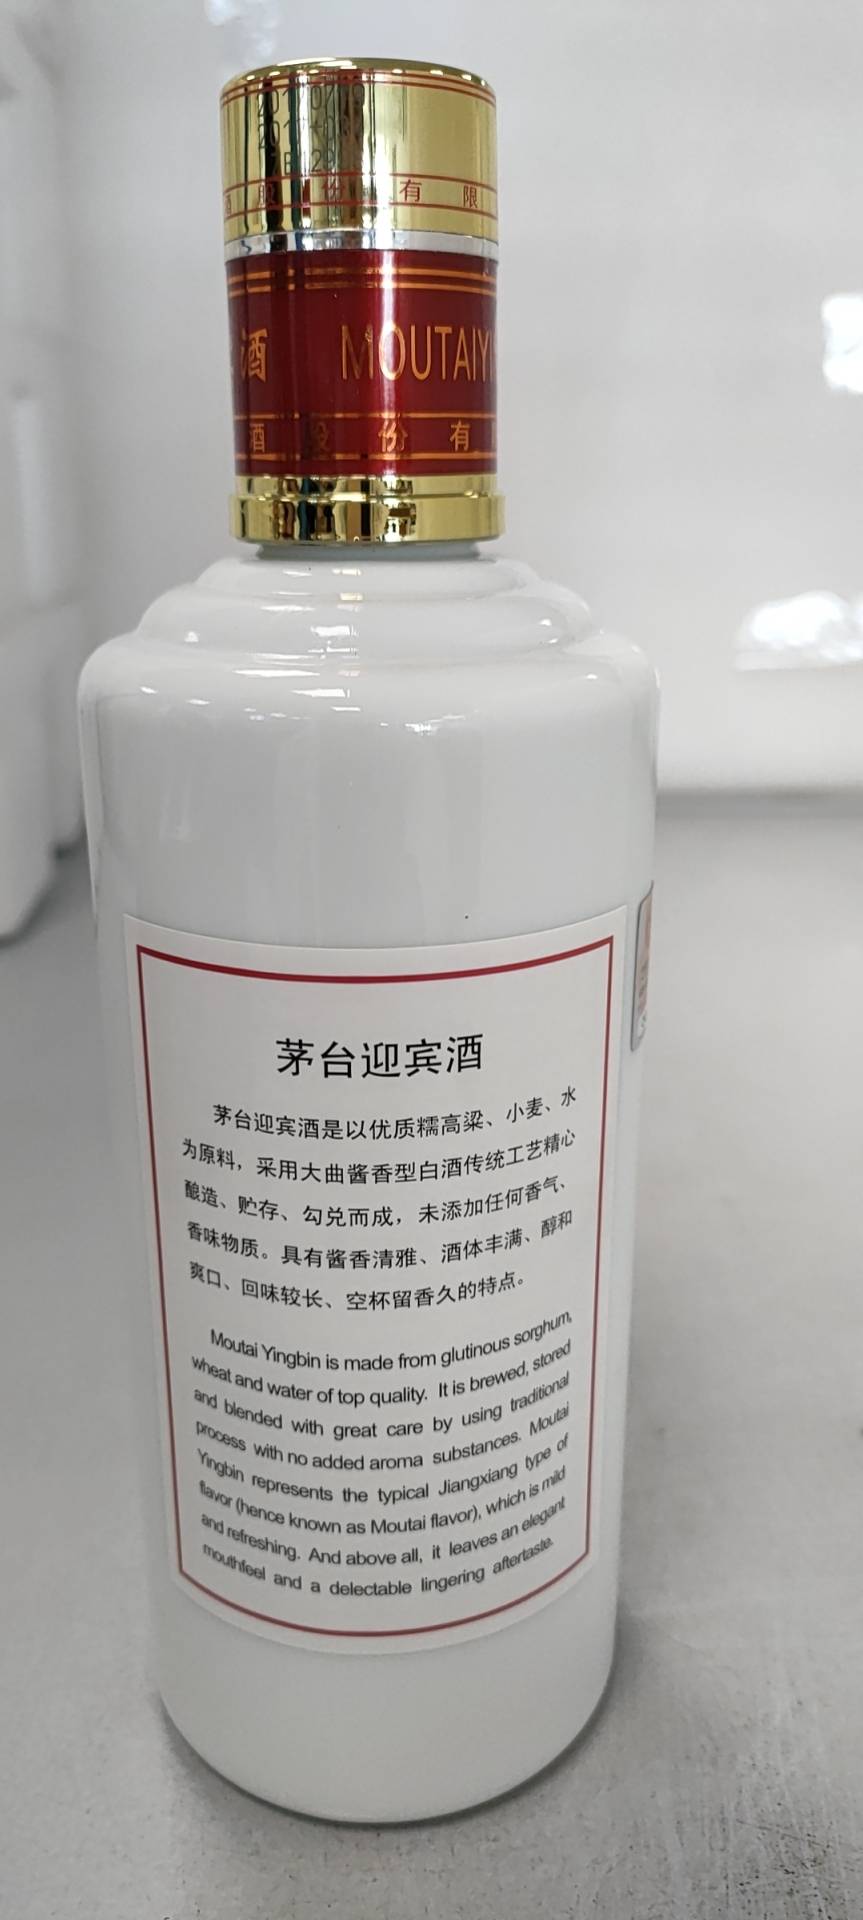 酒股份有限
酒 MOUTAIY
酒股份有
茅台迎宾酒
茅台迎宾酒是以优质糯高粱、小麦、水
为原料，采用大曲酱香型白酒传统工艺精心
酿造、贮存、勾兑而成，未添加任何香气、
香味物质。具有酱香清雅、酒体丰满、醇和
爽口、回味较长、空杯留香久的特点。
Moutai Yingbin is made from glutinous sorghum,
wheat and water of top quality. It is brewed, stored
and blended with great care by using traditional
process with no added aroma substances. Moutai
Yingbin represents the typical Jiangxiang type of
flavor (hence known as Moutai flavor), which is mild
and refreshing. And above all, it leaves an elegant
mouthfeel and a delectable lingering aftertaste.